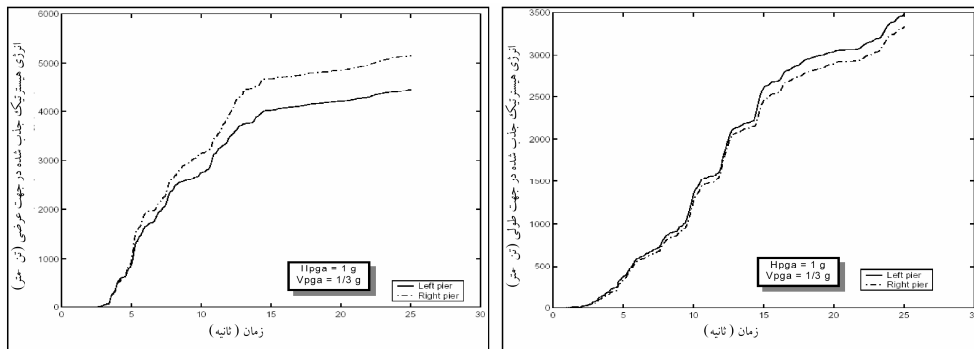 انرژی هیسترتیک جذب شده در جهت عرضی (تن متر)
6000
5000
4000
3000
2000
1000
0
0 5 10 15 20 25 30
Hpga = 1 g
Vpga = 1/3 g
Left pier
Right pier
زمان ( ثانیه )
انرژی هیسترتیک جذب شده در جهت طولی (تن متر)
3500
3000
2500
2000
1500
1000
500
0
0 5 10 15 20 25 30
Hpga = 1 g
Vpga = 1/3 g
Left pier
Right pier
زمان ( ثانیه )